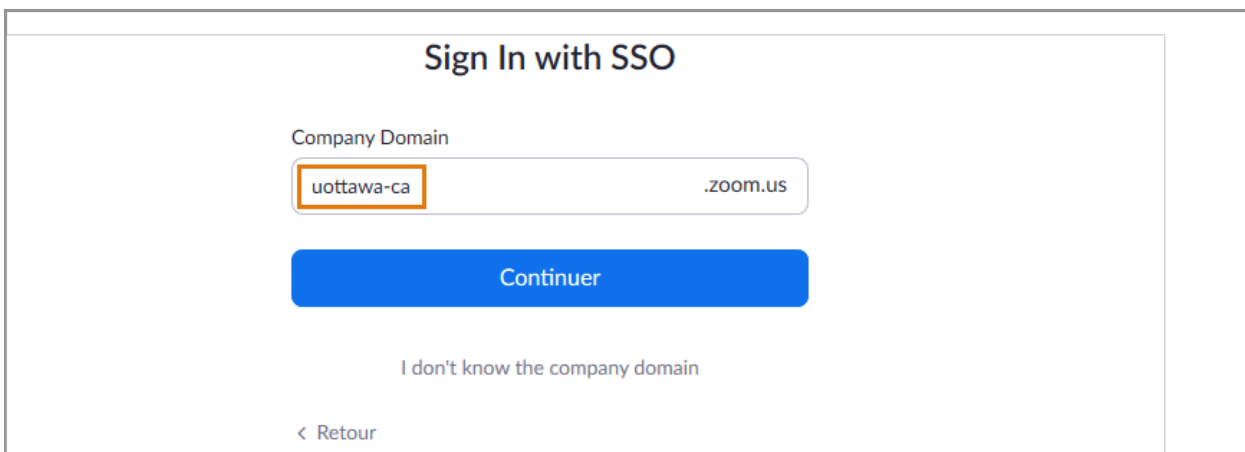 Sign In with SSO
Company Domain
uottawa-ca .zoom.us
Continuer
I don't know the company domain
< Retour